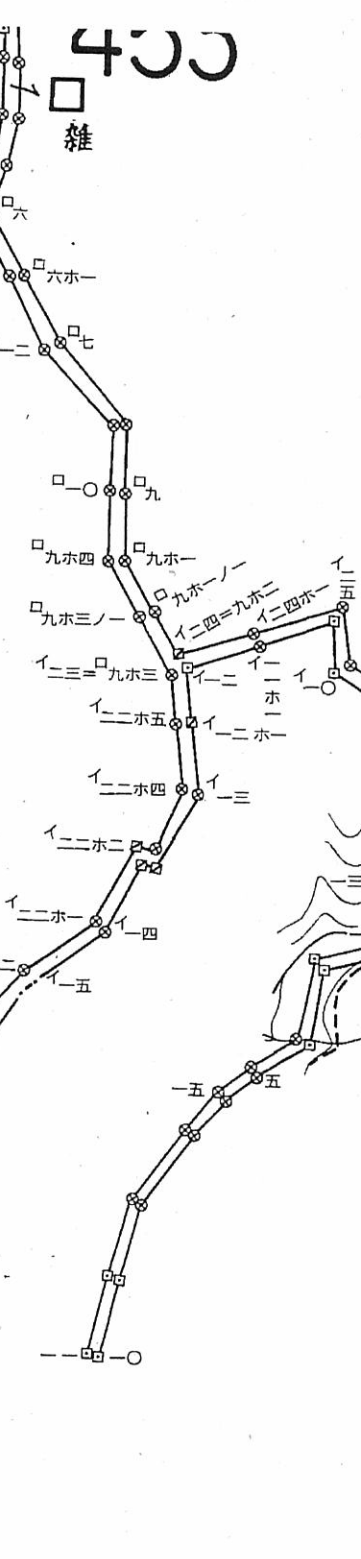 455
イ
雑
ロ六
ロ六ホ一
ロ七
一二
ロ一〇
ロ九
ロ九ホ四
ロ九ホ一
ロ九ホ一ノ一
ロ九ホ三ノ一
イ二四=九ホ二
イ二四ホ一
イ二五
イ二三=ロ九ホ三
イ一二
イ一一ホ一
イ一〇
イ二二ホ五
イ一二ホ一
イ二二ホ四
イ一三
イ二二ホ二
一三
イ二二ホ一
イ一四
二
イ一五
一五
五
一一
一〇